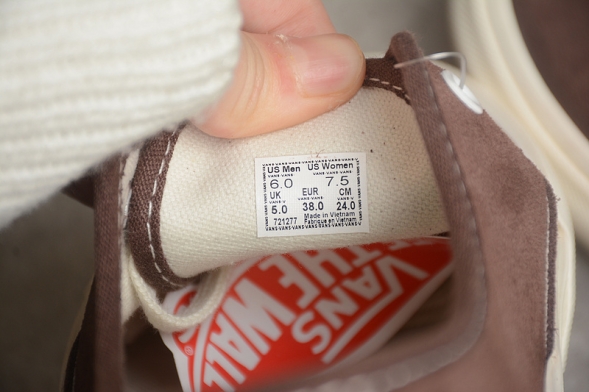 US Men US Women
6.0 7.5
UK EUR CM
5.0 38.0 24.0
721277 Made in Vietnam
Fabriqué en Vietnam
VANS
"OFF THE WALL"